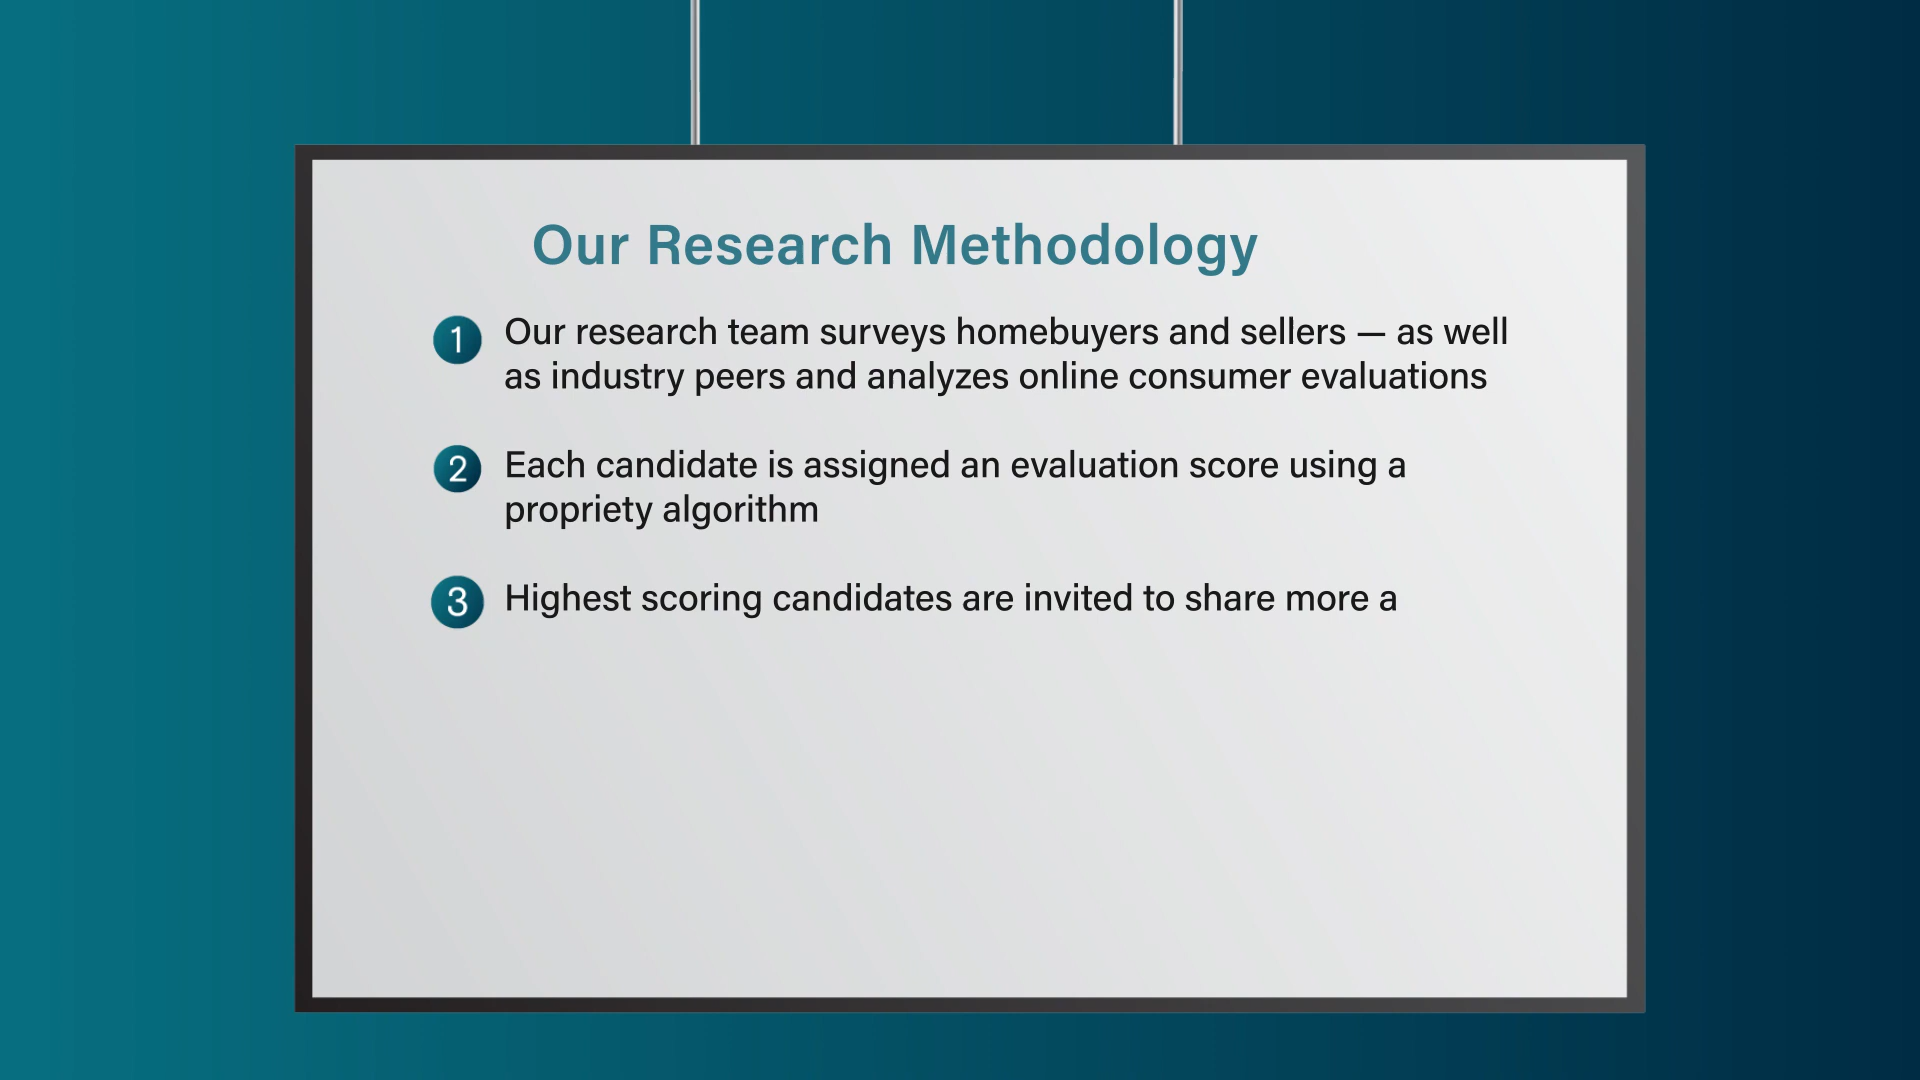 Our Research Methodology
1 Our research team surveys homebuyers and sellers — as well
as industry peers and analyzes online consumer evaluations
2 Each candidate is assigned an evaluation score using a
propriety algorithm
3 Highest scoring candidates are invited to share more a